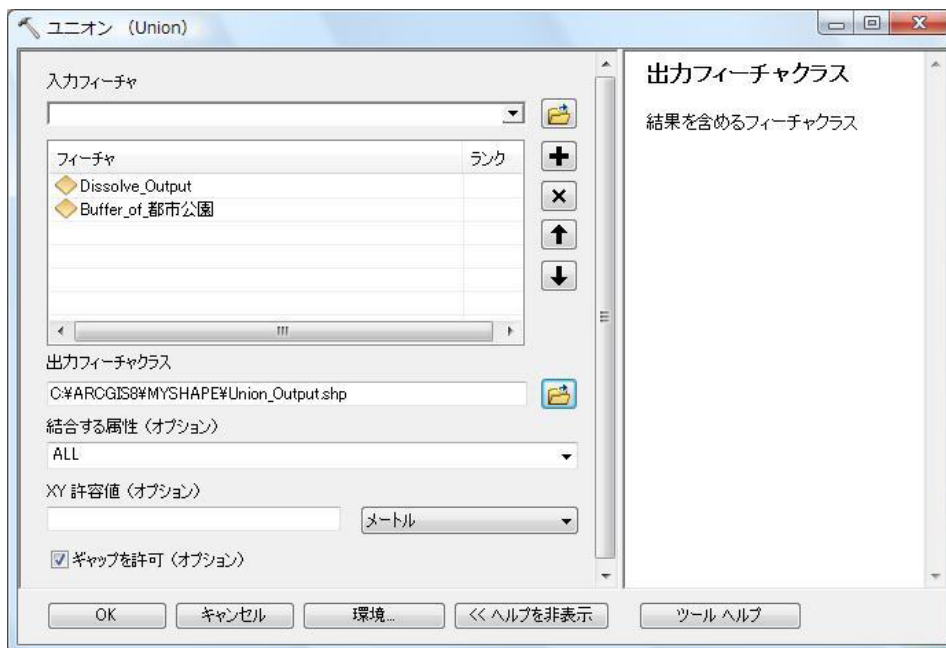 ユニオン (Union)
入力フィーチャ
フィーチャ ランク
Dissolve_Output
Buffer_of_都市公園
出力フィーチャクラス
C:¥ARCGIS8¥MYSHAPE¥Union_Output.shp
結合する属性 (オプション)
ALL
XY 許容値 (オプション)
メートル
ギャップを許可 (オプション)
出力フィーチャクラス
結果を含めるフィーチャクラス
OK キャンセル 環境... << ヘルプを非表示 ツール ヘルプ